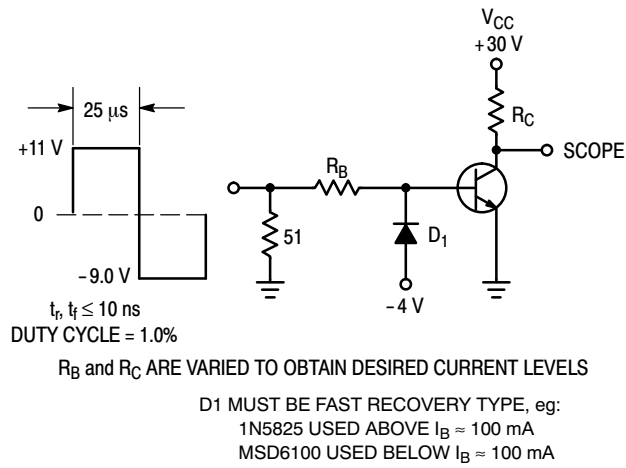 V_CC
+30 V
25 μs
R_C
+11 V
SCOPE
R_B
0
51
D_1
−9.0 V
−4 V
t_r, t_f ≤ 10 ns
DUTY CYCLE = 1.0%
R_B and R_C ARE VARIED TO OBTAIN DESIRED CURRENT LEVELS
D1 MUST BE FAST RECOVERY TYPE, eg:
1N5825 USED ABOVE I_B ≈ 100 mA
MSD6100 USED BELOW I_B ≈ 100 mA